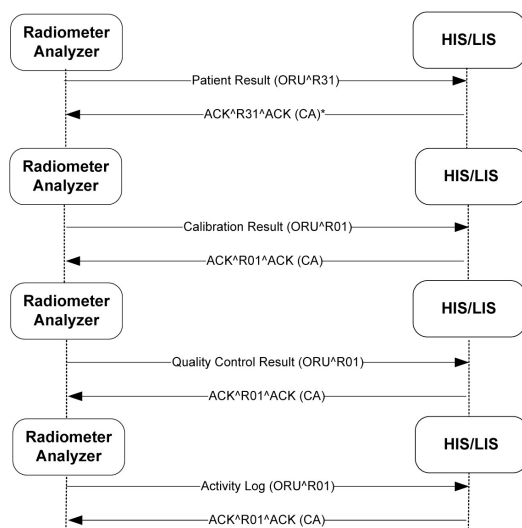 Radiometer
Analyzer
HIS/LIS
Patient Result (ORU^R31)
ACK^R31^ACK (CA)*
Radiometer
Analyzer
HIS/LIS
Calibration Result (ORU^R01)
ACK^R01^ACK (CA)
Radiometer
Analyzer
HIS/LIS
Quality Control Result (ORU^R01)
ACK^R01^ACK (CA)
Radiometer
Analyzer
HIS/LIS
Activity Log (ORU^R01)
ACK^R01^ACK (CA)